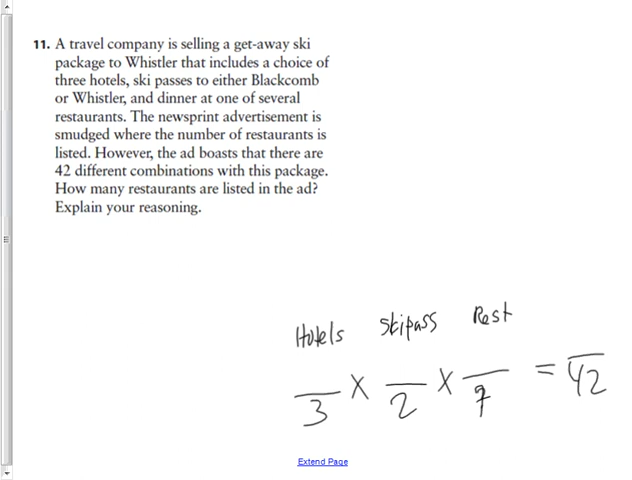 11. A travel company is selling a get-away ski
package to Whistler that includes a choice of
three hotels, ski passes to either Blackcomb
or Whistler, and dinner at one of several
restaurants. The newsprint advertisement is
smudged where the number of restaurants is
listed. However, the ad boasts that there are
42 different combinations with this package.
How many restaurants are listed in the ad?
Explain your reasoning.
Hotels Skipass Rest
3 × 2 × 7 = 42
Extend Page